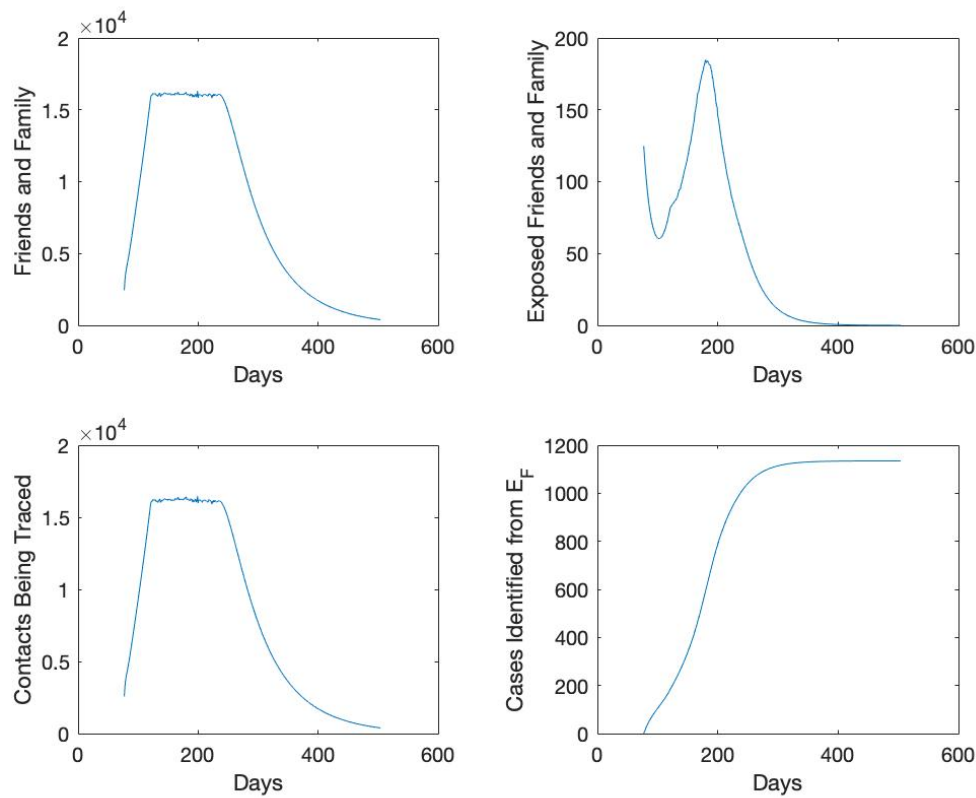 ×10⁴
2
1.5
1
0.5
0
0 200 400 600
Days
Friends and Family
200
150
100
50
0
0 200 400 600
Days
Exposed Friends and Family
×10⁴
2
1.5
1
0.5
0
0 200 400 600
Days
Contacts Being Traced
1200
1000
800
600
400
200
0
0 200 400 600
Days
Cases Identified from E_F